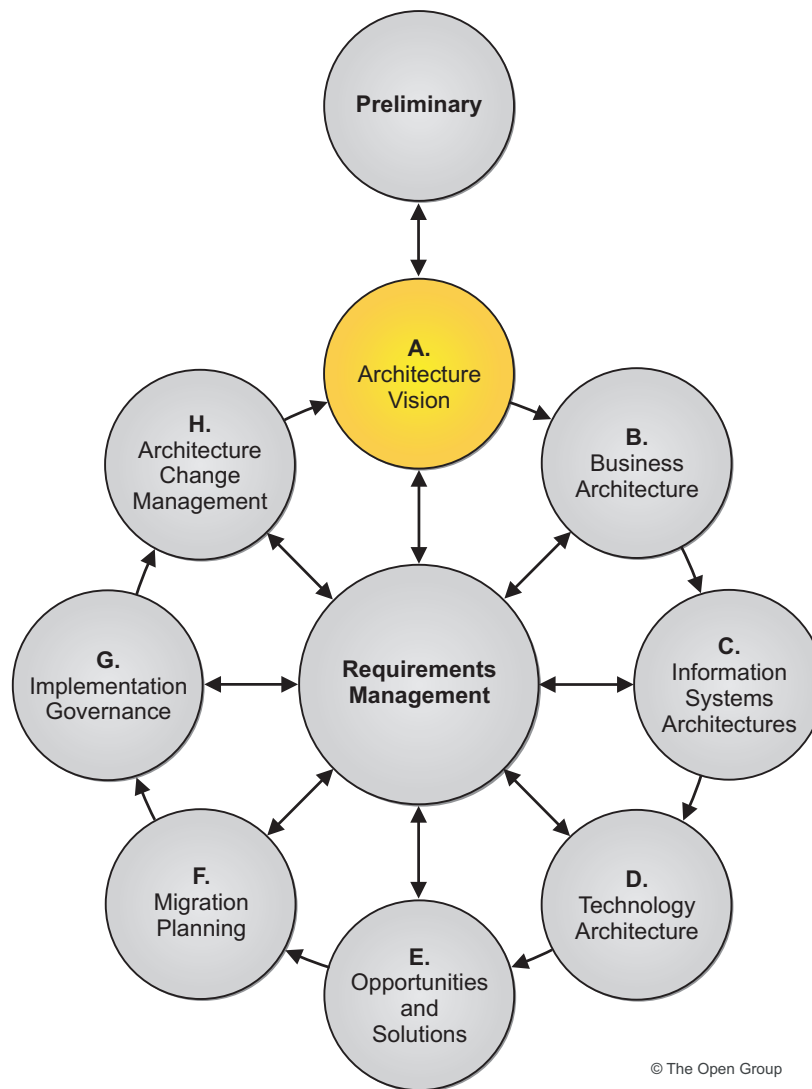 Preliminary
A.
Architecture
Vision
H.
Architecture
Change
Management
B.
Business
Architecture
G.
Implementation
Governance
Requirements
Management
C.
Information
Systems
Architectures
F.
Migration
Planning
D.
Technology
Architecture
E.
Opportunities
and
Solutions
© The Open Group